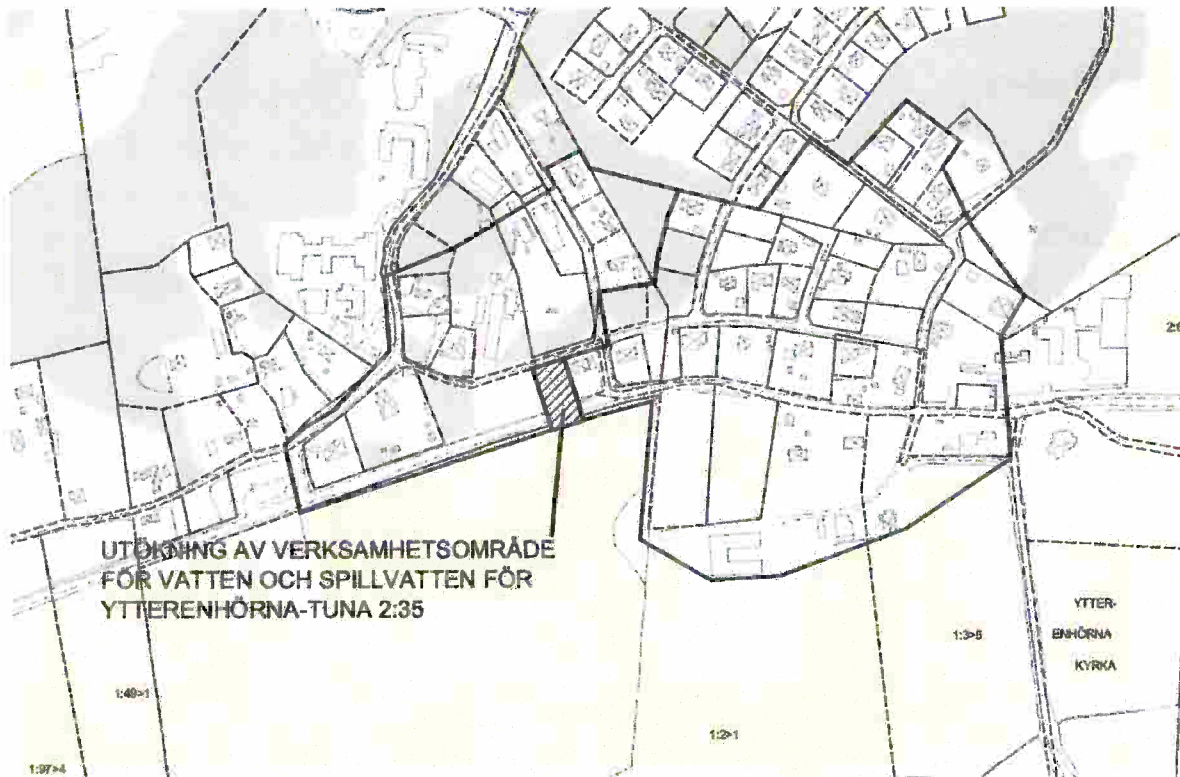 UTÖKNING AV VERKSAMHETSOMRÅDE
FÖR VATTEN OCH SPILLVATTEN FÖR
YTTERENHÖRNA-TUNA 2:35
YTTER-
1:3>5
ENHÖRNA
KYRKA
1:49>1
1:2>1
1:97>4